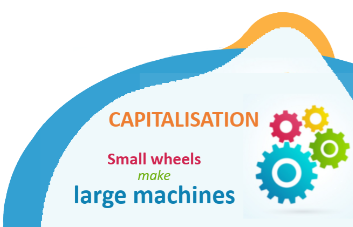 CAPITALISATION
Small wheels
make
large machines